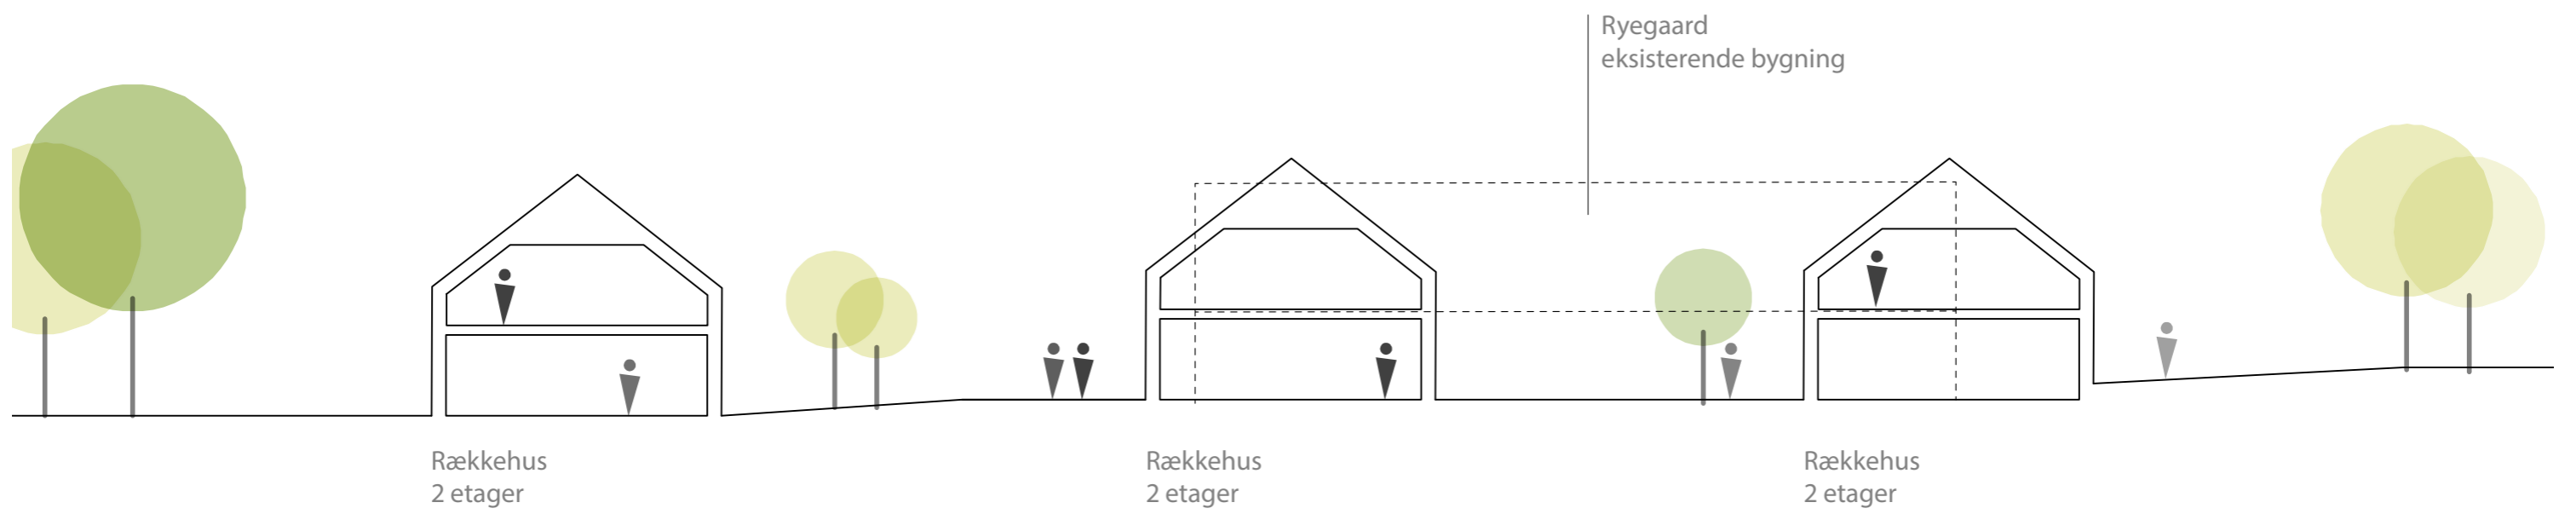 Ryegaard
eksisterende bygning
Rækkehus
2 etager
Rækkehus
2 etager
Rækkehus
2 etager